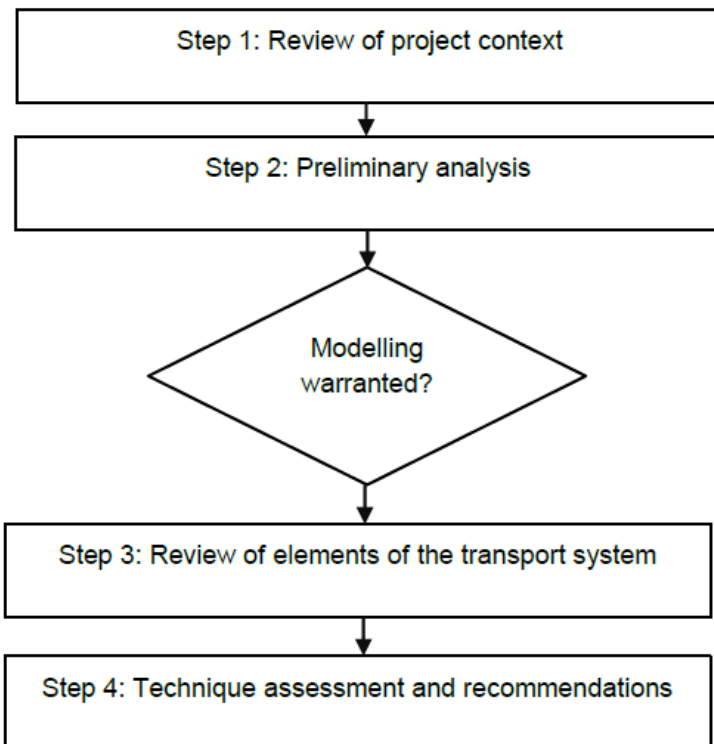 Step 1: Review of project context
Step 2: Preliminary analysis
Modelling
warranted?
Step 3: Review of elements of the transport system
Step 4: Technique assessment and recommendations